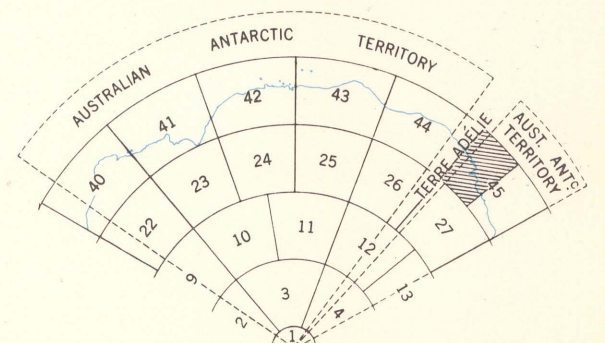 AUSTRALIAN ANTARCTIC TERRITORY
TERRE ADELIE
AUST. ANTC
TERRITORY
40 41 42 43 44 45
22 23 24 25 26 27
9 10 11 12 13
2 3 4
1